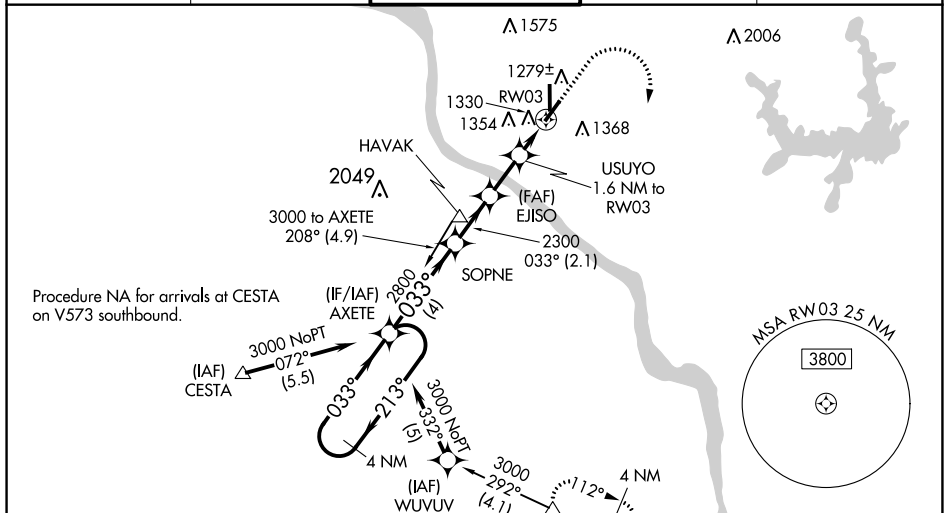 1575
2006
1279±
RW03
1330
1354
1368
HAVAK
USUYO
1.6 NM to
RW03
2049
(FAF)
EJISO
3000 to AXETE
208° (4.9)
2300
033° (2.1)
SOPNE
Procedure NA for arrivals at CESTA
on V573 southbound.
(IF/IAF)
AXETE
2800
033°
(4)
MSA RW03 25 NM
3800
3000 NoPT
072°
(5.5)
(IAF)
CESTA
033°
213°
3000 NoPT
332°
(5)
4 NM
(IAF)
WUVUV
3000
292°
(4.1)
112°
4 NM